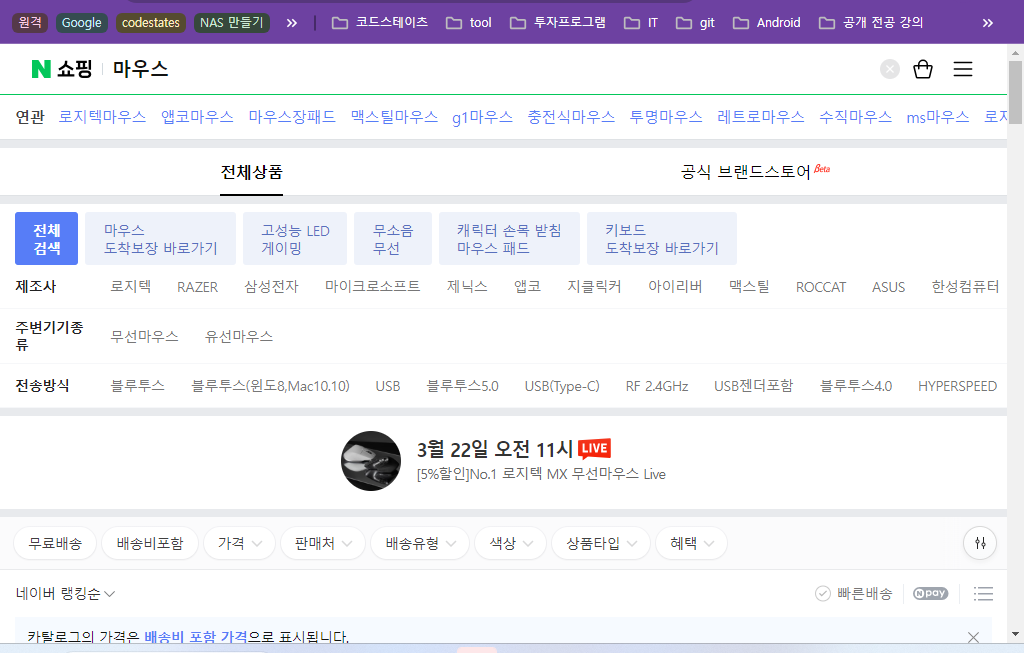 원격 Google codestates NAS 만들기 » 코드스테이츠 tool 투자프로그램 IT git Android 공개 전공 강의 »
N 쇼핑 마우스
연관 로지텍마우스 앱코마우스 마우스장패드 맥스틸마우스 g1마우스 충전식마우스 투명마우스 레트로마우스 수직마우스 ms마우스 로지
전체상품 공식 브랜드스토어 Beta
전체 검색
마우스 도착보장 바로가기
고성능 LED 게이밍
무소음 무선
캐릭터 손목 받침 마우스 패드
키보드 도착보장 바로가기
제조사 로지텍 RAZER 삼성전자 마이크로소프트 제닉스 앱코 지클릭커 아이리버 맥스틸 ROCCAT ASUS 한성컴퓨터
주변기기종류 무선마우스 유선마우스
전송방식 블루투스 블루투스(윈도8,Mac10.10) USB 블루투스5.0 USB(Type-C) RF 2.4GHz USB젠더포함 블루투스4.0 HYPERSPEED
3월 22일 오전 11시 LIVE
[5%할인]No.1 로지텍 MX 무선마우스 Live
무료배송 배송비포함 가격 판매처 배송유형 색상 상품타입 혜택
네이버 랭킹순 빠른배송 N pay
카탈로그의 가격은 배송비 포함 가격으로 표시됩니다.